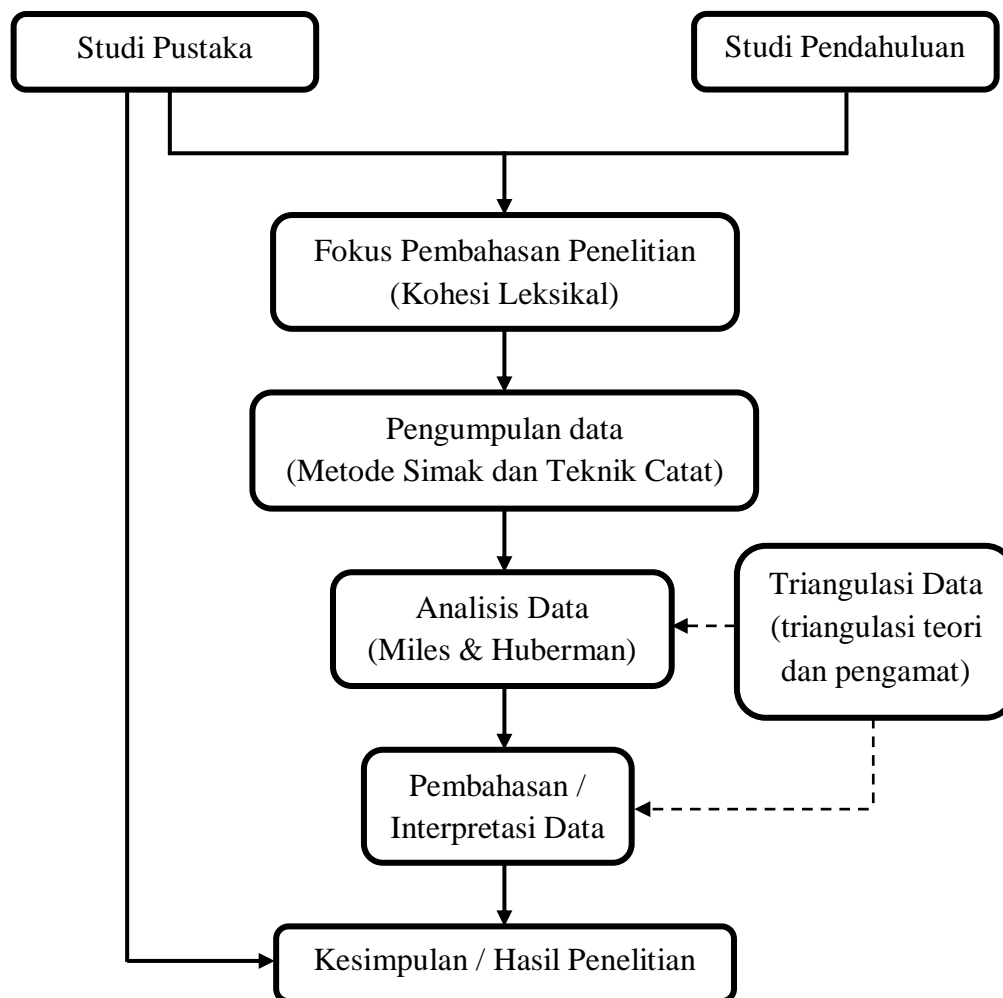 Studi Pustaka
Studi Pendahuluan
Fokus Pembahasan Penelitian
(Kohesi Leksikal)
Pengumpulan data
(Metode Simak dan Teknik Catat)
Analisis Data
(Miles & Huberman)
Triangulasi Data
(triangulasi teori
dan pengamat)
Pembahasan /
Interpretasi Data
Kesimpulan / Hasil Penelitian